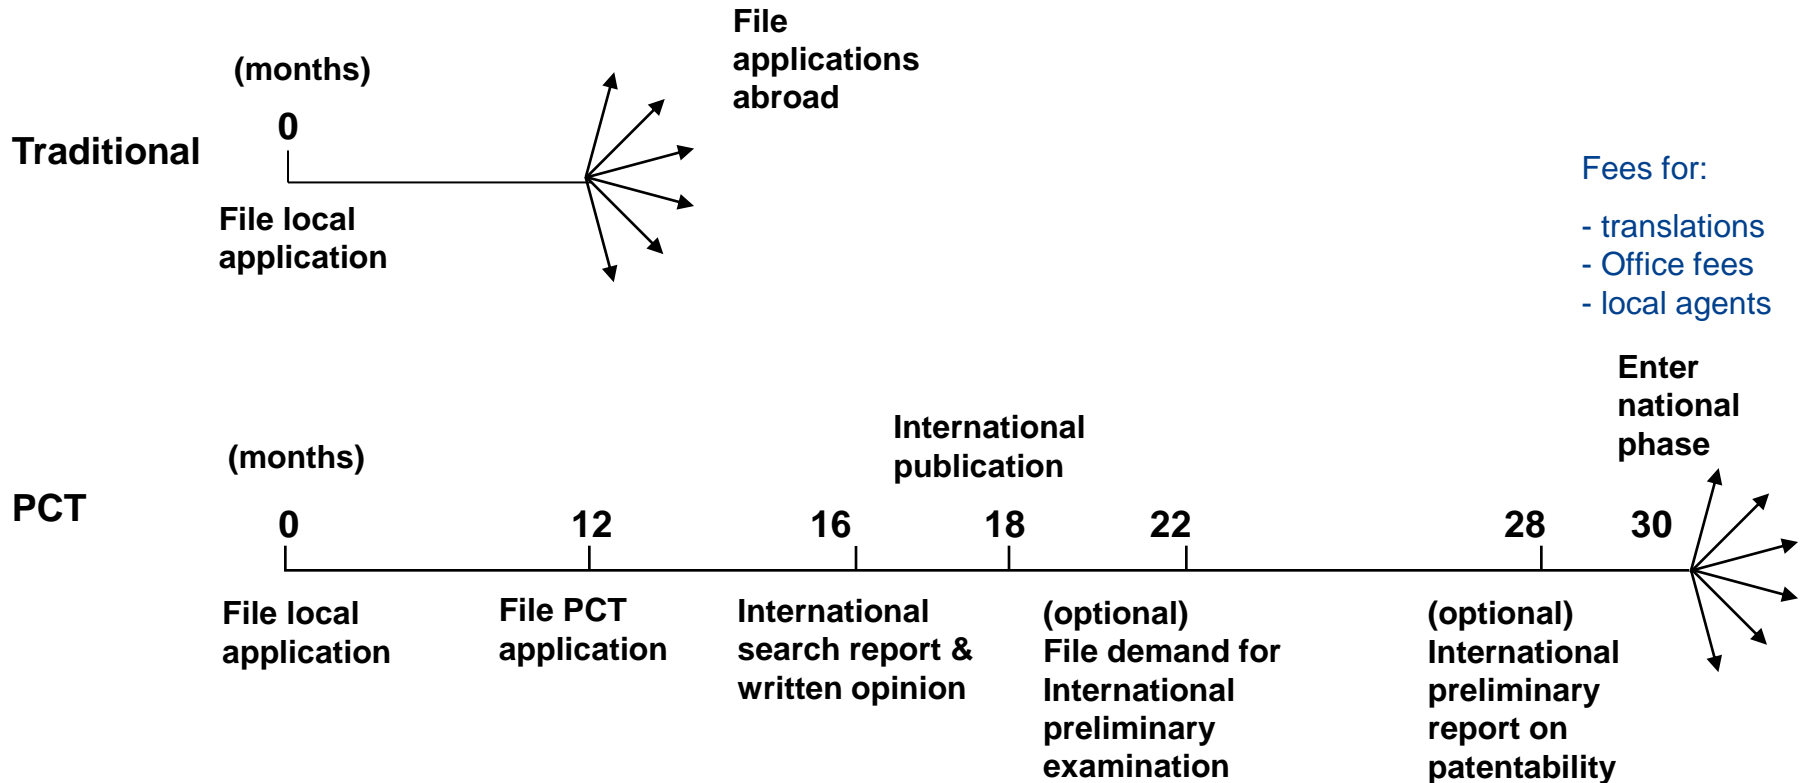 File
applications
abroad
(months)
0
Traditional
File local
application
Fees for:
- translations
- Office fees
- local agents
Enter
national
phase
International
publication
(months)
PCT
0 12 16 18 22 28 30
File local
application
File PCT
application
International
search report &
written opinion
(optional)
File demand for
International
preliminary
examination
(optional)
International
preliminary
report on
patentability